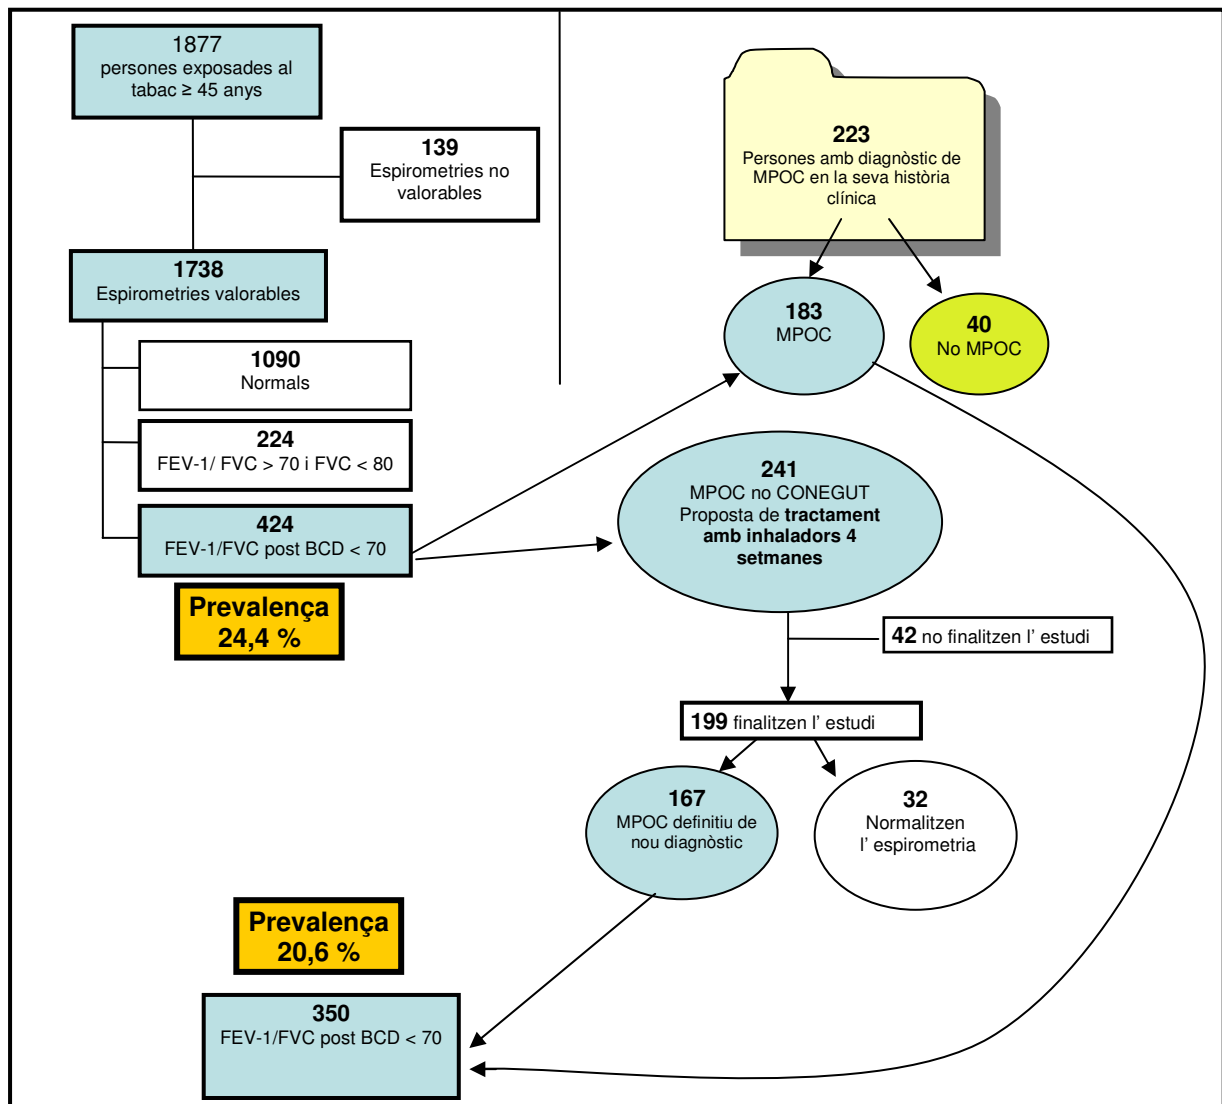 1877
persones exposades al
tabac ≥ 45 anys
139
Espirometries no
valorables
1738
Espirometries valorables
1090
Normals
224
FEV-1/ FVC > 70 i FVC < 80
424
FEV-1/FVC post BCD < 70
Prevalença
24,4 %
223
Persones amb diagnòstic de
MPOC en la seva història
clínica
183
MPOC
40
No MPOC
241
MPOC no CONEGUT
Proposta de tractament
amb inhaladors 4
setmanes
42 no finalitzen l' estudi
199 finalitzen l' estudi
167
MPOC definitiu de
nou diagnòstic
32
Normalitzen
l' espirometria
Prevalença
20,6 %
350
FEV-1/FVC post BCD < 70